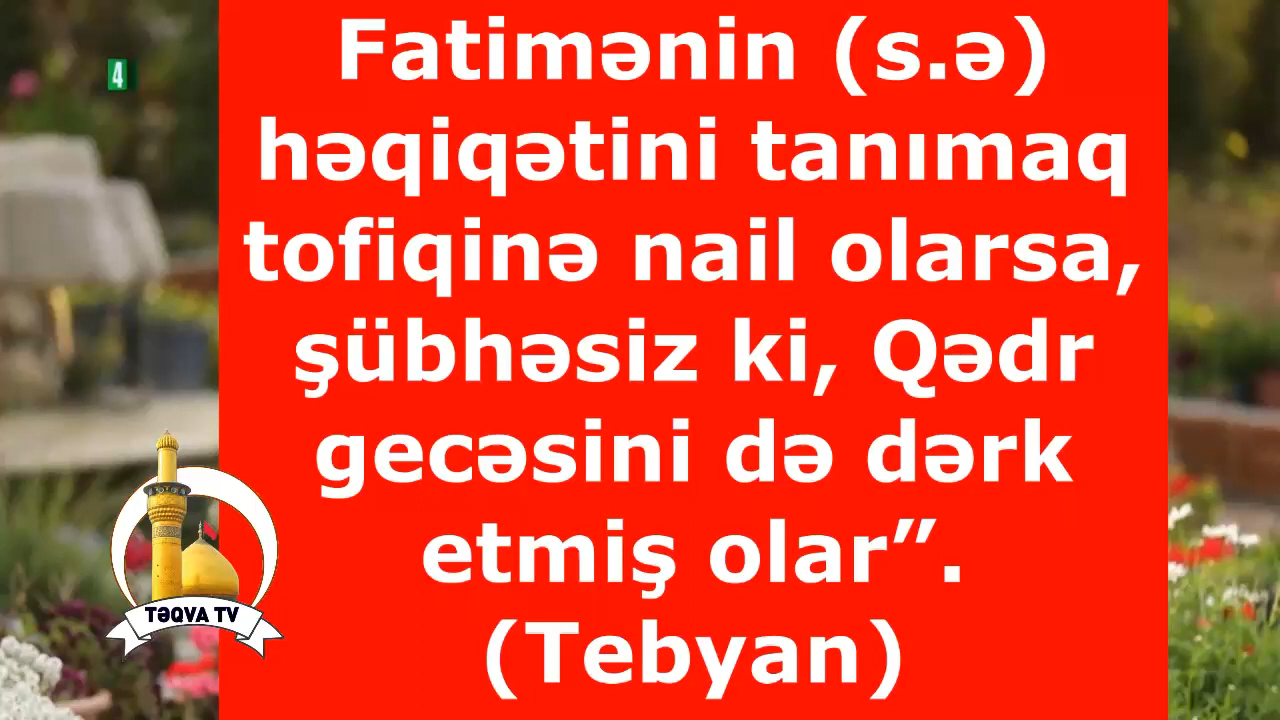 4
Fatimənin (s.ə)
həqiqətini tanımaq
tofiqinə nail olarsa,
şübhəsiz ki, Qədr
gecəsini də dərk
etmiş olar”.
(Tebyan)
TƏQVA TV